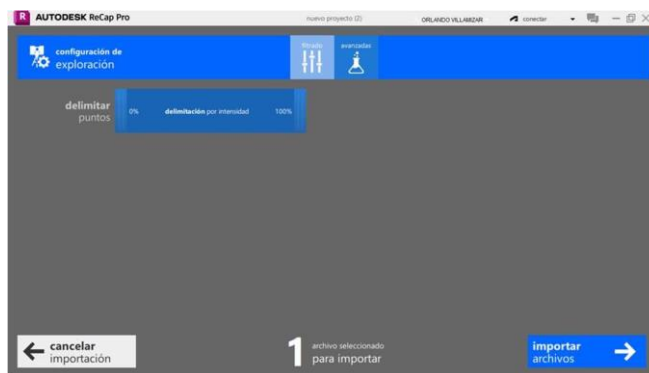 R AUTODESK ReCap Pro nuevo proyecto (2) ORLANDO VILLAMIZAR conectar
configuración de
exploración
filtrado avanzadas
delimitar
puntos
0% delimitación por intensidad 100%
cancelar
importación
1 archivo seleccionado
para importar
importar
archivos